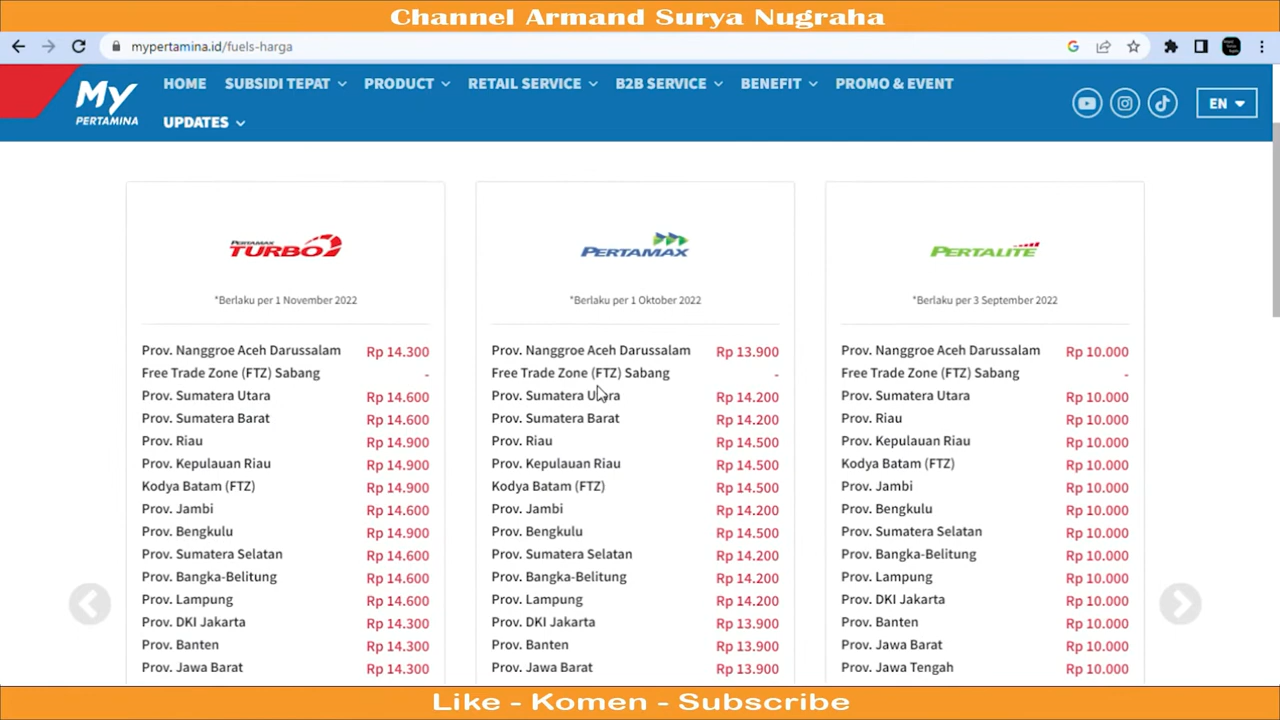 Channel Armand Surya Nugraha
mypertamina.id/fuels-harga
My
PERTAMINA
HOME SUBSIDI TEPAT PRODUCT RETAIL SERVICE B2B SERVICE BENEFIT PROMO & EVENT
UPDATES
EN
PERTAMAX
TURBO
*Berlaku per 1 November 2022
Prov. Nanggroe Aceh Darussalam Rp 14.300
Free Trade Zone (FTZ) Sabang -
Prov. Sumatera Utara Rp 14.600
Prov. Sumatera Barat Rp 14.600
Prov. Riau Rp 14.900
Prov. Kepulauan Riau Rp 14.900
Kodya Batam (FTZ) Rp 14.900
Prov. Jambi Rp 14.600
Prov. Bengkulu Rp 14.900
Prov. Sumatera Selatan Rp 14.600
Prov. Bangka-Belitung Rp 14.600
Prov. Lampung Rp 14.600
Prov. DKI Jakarta Rp 14.300
Prov. Banten Rp 14.300
Prov. Jawa Barat Rp 14.300
PERTAMAX
*Berlaku per 1 Oktober 2022
Prov. Nanggroe Aceh Darussalam Rp 13.900
Free Trade Zone (FTZ) Sabang -
Prov. Sumatera Utara Rp 14.200
Prov. Sumatera Barat Rp 14.200
Prov. Riau Rp 14.500
Prov. Kepulauan Riau Rp 14.500
Kodya Batam (FTZ) Rp 14.500
Prov. Jambi Rp 14.200
Prov. Bengkulu Rp 14.500
Prov. Sumatera Selatan Rp 14.200
Prov. Bangka-Belitung Rp 14.200
Prov. Lampung Rp 14.200
Prov. DKI Jakarta Rp 13.900
Prov. Banten Rp 13.900
Prov. Jawa Barat Rp 13.900
PERTALITE
*Berlaku per 3 September 2022
Prov. Nanggroe Aceh Darussalam Rp 10.000
Free Trade Zone (FTZ) Sabang -
Prov. Sumatera Utara Rp 10.000
Prov. Riau Rp 10.000
Prov. Kepulauan Riau Rp 10.000
Kodya Batam (FTZ) Rp 10.000
Prov. Jambi Rp 10.000
Prov. Bengkulu Rp 10.000
Prov. Sumatera Selatan Rp 10.000
Prov. Bangka-Belitung Rp 10.000
Prov. Lampung Rp 10.000
Prov. DKI Jakarta Rp 10.000
Prov. Banten Rp 10.000
Prov. Jawa Barat Rp 10.000
Prov. Jawa Tengah Rp 10.000
Like - Komen - Subscribe